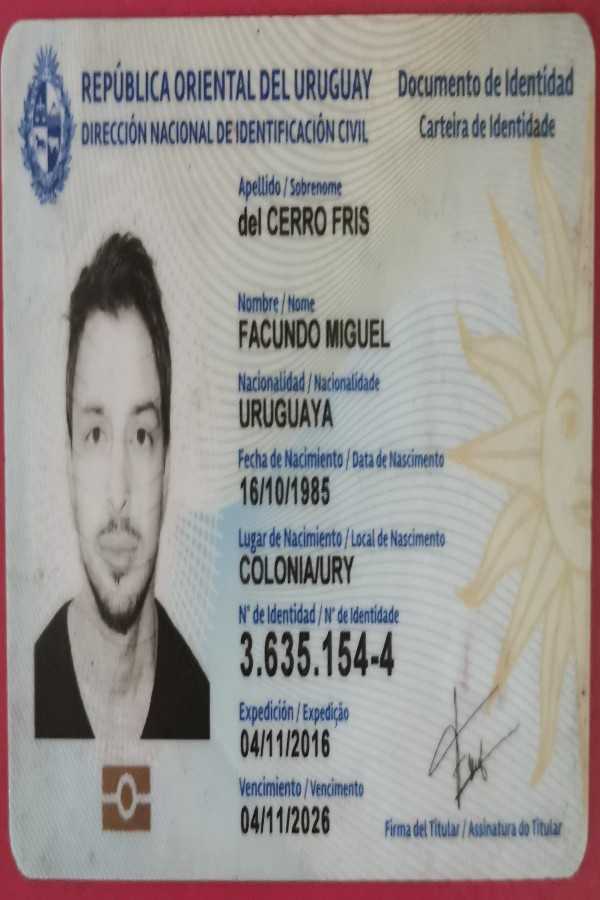 REPÚBLICA ORIENTAL DEL URUGUAY
DIRECCIÓN NACIONAL DE IDENTIFICACIÓN CIVIL
Documento de Identidad
Carteira de Identidade
Apellido / Sobrenome
del CERRO FRIS
Nombre / Nome
FACUNDO MIGUEL
Nacionalidad / Nacionalidade
URUGUAYA
Fecha de Nacimiento / Data de Nascimento
16/10/1985
Lugar de Nacimiento / Local de Nascimento
COLONIA/URY
N° de Identidad / N° de Identidade
3.635.154-4
Expedición / Expedição
04/11/2016
Vencimiento / Vencimento
04/11/2026
Firma del Titular / Assinatura do Titular